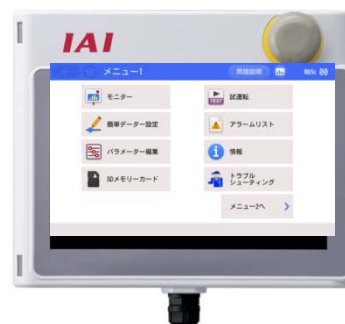 IAI
メニュー1
用語説明
モニター
試運転
TEST
簡単データー設定
アラームリスト
パラメーター編集
情報
SDメモリーカード
トラブル
シューティング
メニュー2へ